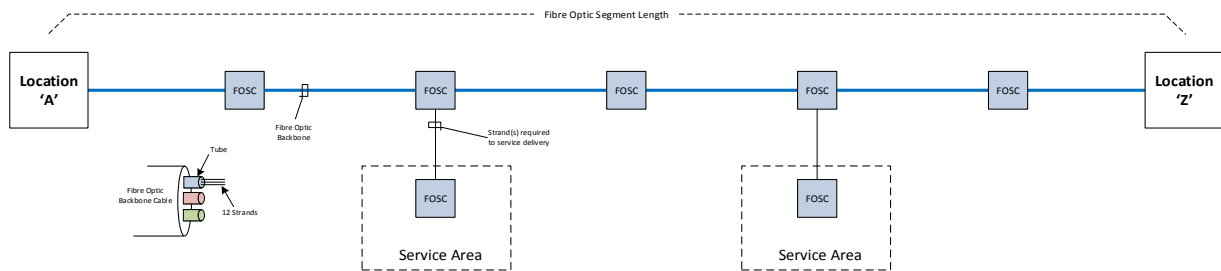 Fibre Optic Segment Length
Location
‘A’
FOSC
FOSC
FOSC
FOSC
FOSC
Location
‘Z’
Fibre Optic
Backbone
Strand(s) required
to service delivery
Tube
Fibre Optic
Backbone Cable
12 Strands
FOSC
Service Area
FOSC
Service Area